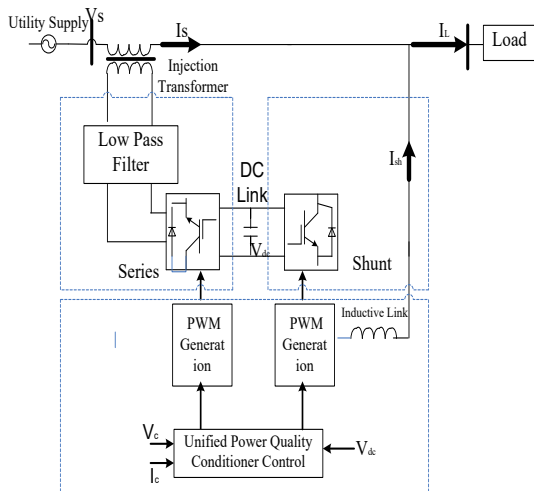 Vs
Utility Supply
Is
IL
Load
Injection
Transformer
Low Pass
Filter
Ish
DC
Link
Vdc
Series
Shunt
Inductive Link
PWM
Generat
ion
PWM
Generat
ion
Vc
Unified Power Quality
Conditioner Control
Vdc
Ic